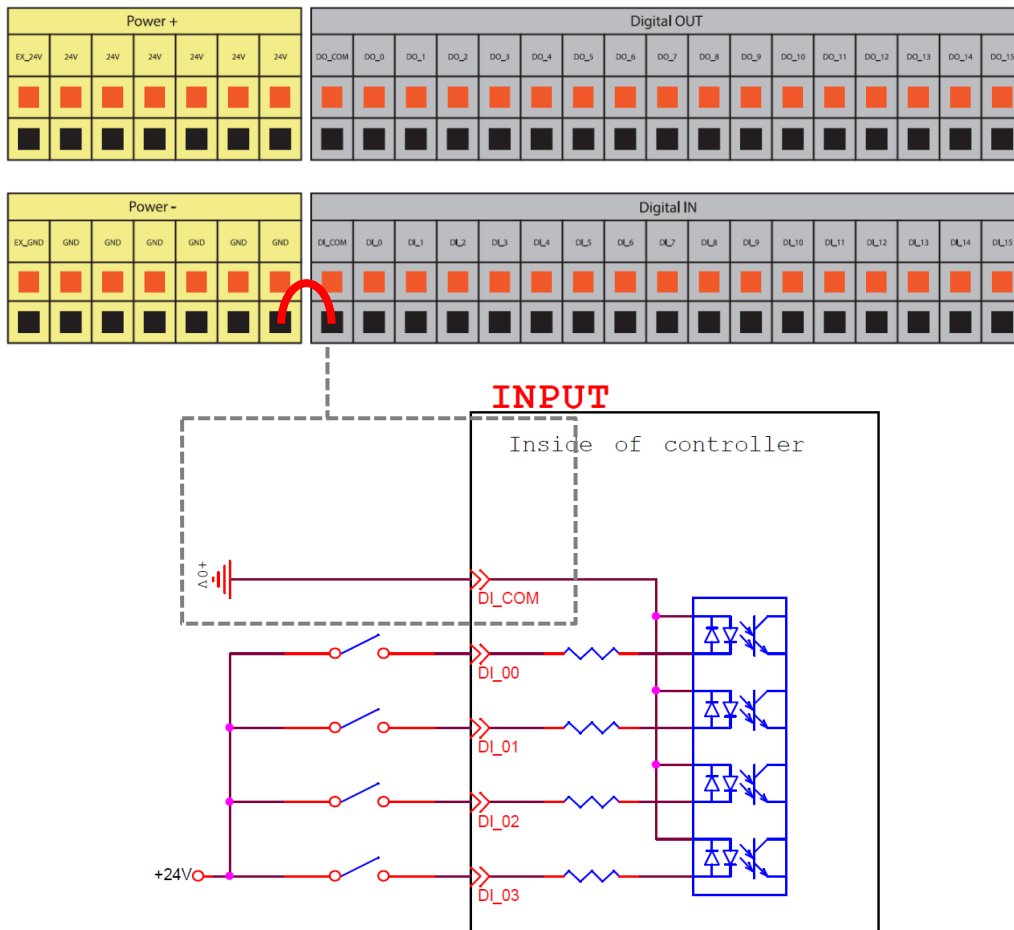 Power + Digital OUT
EX_24V 24V 24V 24V 24V 24V 24V DO_COM DO_0 DO_1 DO_2 DO_3 DO_4 DO_5 DO_6 DO_7 DO_8 DO_9 DO_10 DO_11 DO_12 DO_13 DO_14 DO_15
Power - Digital IN
EX_GND GND GND GND GND GND GND DI_COM DI_0 DI_1 DI_2 DI_3 DI_4 DI_5 DI_6 DI_7 DI_8 DI_9 DI_10 DI_11 DI_12 DI_13 DI_14 DI_15
INPUT
Inside of controller
+0V
DI_COM
DI_00
DI_01
DI_02
+24V
DI_03